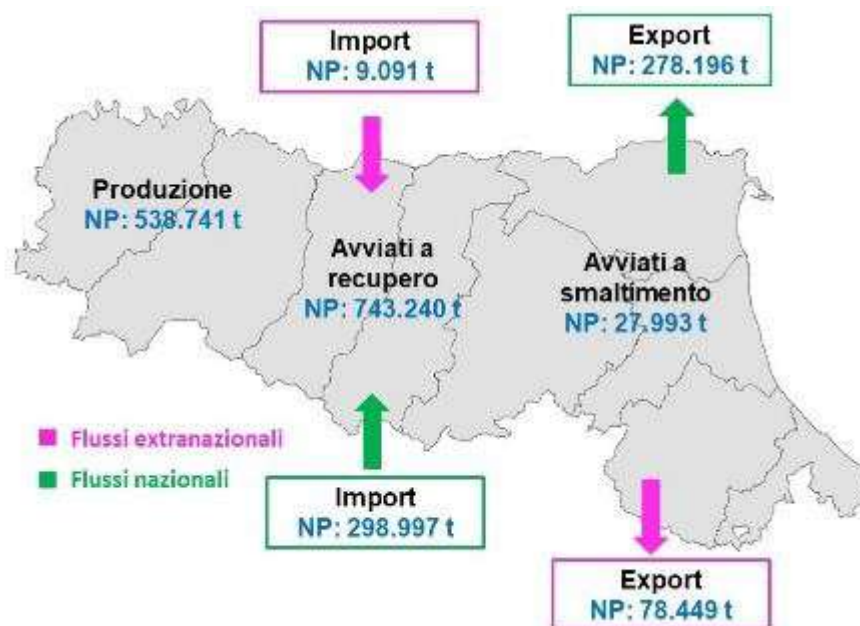 Import
NP: 9.091 t
Export
NP: 278.196 t
Produzione
NP: 538.741 t
Avviati a
recupero
NP: 743.240 t
Avviati a
smaltimento
NP: 27.993 t
Flussi extranazionali
Flussi nazionali
Import
NP: 298.997 t
Export
NP: 78.449 t